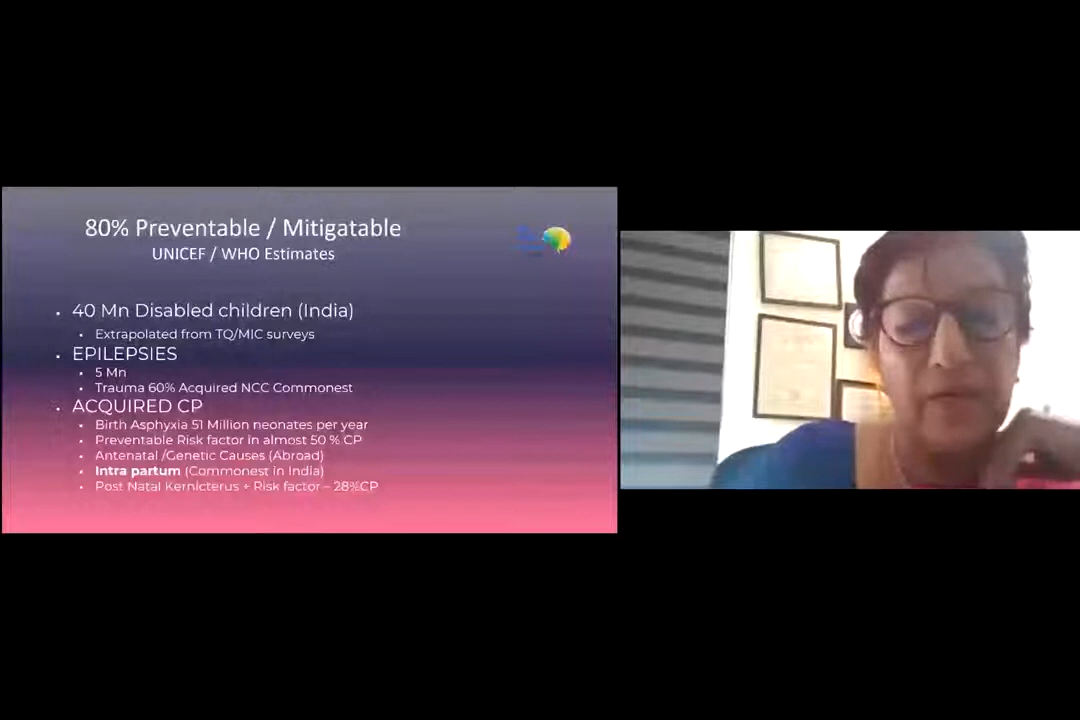 80% Preventable / Mitigatable
UNICEF / WHO Estimates
• 40 Mn Disabled children (India)
• Extrapolated from TQ/MIC surveys
• EPILEPSIES
• 5 Mn
• Trauma 60% Acquired NCC Commonest
• ACQUIRED CP
• Birth Asphyxia 51 Million neonates per year
• Preventable Risk factor in almost 50 % CP
• Antenatal /Genetic Causes (Abroad)
• Intra partum (Commonest in India)
• Post Natal Kernicterus + Risk factor – 28%CP